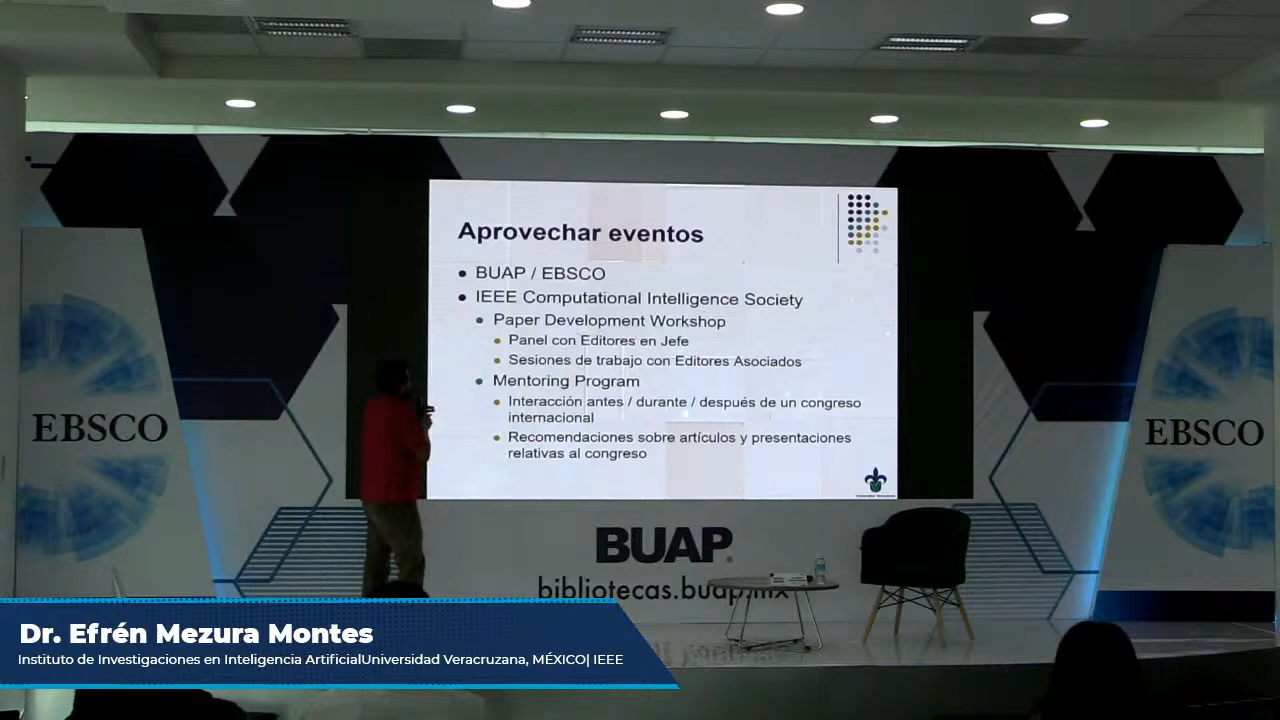 Aprovechar eventos
BUAP / EBSCO
IEEE Computational Intelligence Society
Paper Development Workshop
Panel con Editores en Jefe
Sesiones de trabajo con Editores Asociados
Mentoring Program
Interacción antes / durante / después de un congreso
internacional
Recomendaciones sobre artículos y presentaciones
relativas al congreso
EBSCO
EBSCO
BUAP
bibliotecas.buap.mx
Dr. Efrén Mezura Montes
Instituto de Investigaciones en Inteligencia ArtificialUniversidad Veracruzana, MÉXICO| IEEE